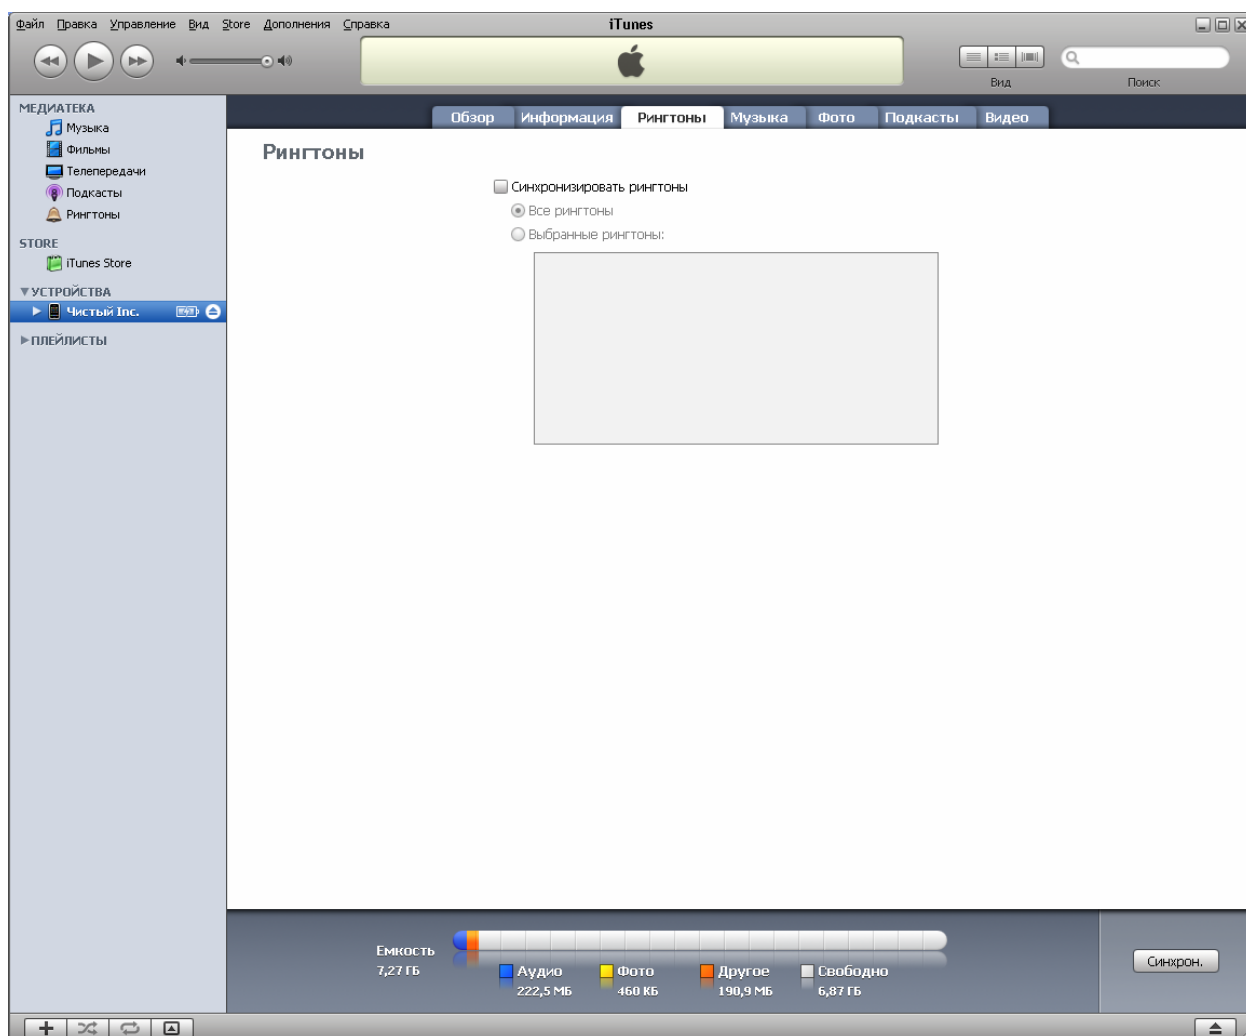 Файл Правка Управление Вид Store Дополнения Справка
iTunes
Вид
Поиск
МЕДИАТЕКА
Музыка
Фильмы
Телепередачи
Подкасты
Рингтоны
STORE
iTunes Store
УСТРОЙСТВА
Чистый Inc.
ПЛЕЙЛИСТЫ
Обзор Информация Рингтоны Музыка Фото Подкасты Видео
Рингтоны
Синхронизировать рингтоны
Все рингтоны
Выбранные рингтоны:
Емкость
7,27 ГБ
Аудио Фото Другое Свободно
222,5 МБ 460 КБ 190,9 МБ 6,87 ГБ
Синхрон.